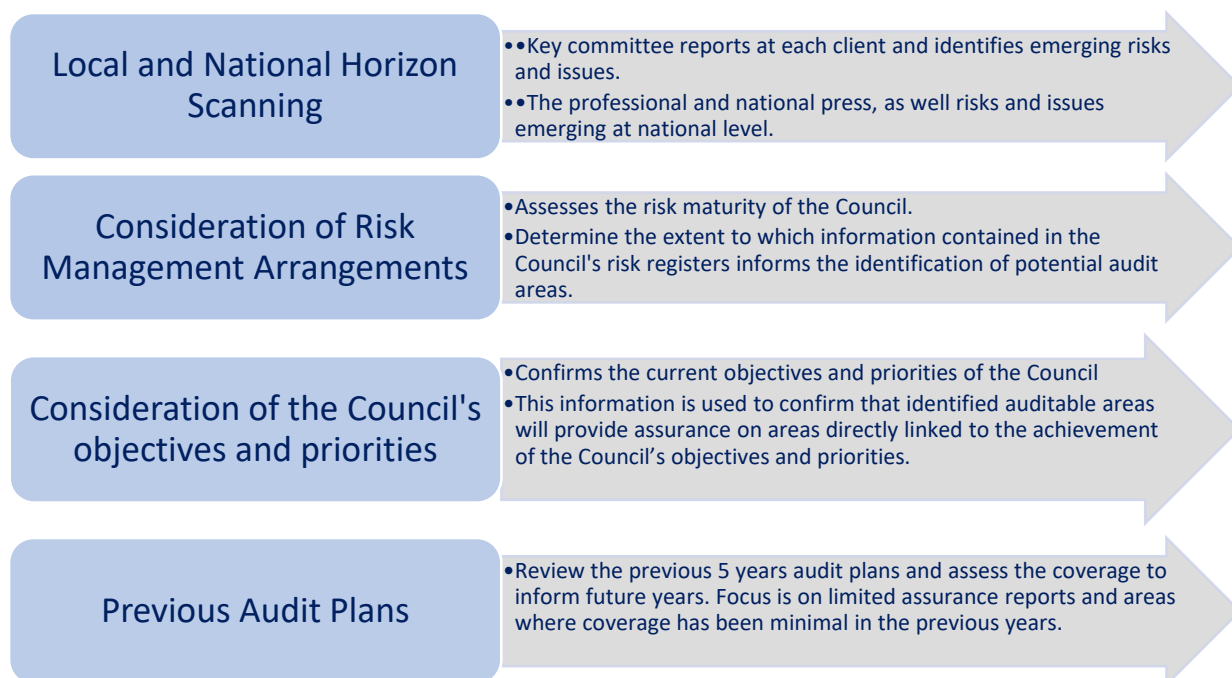 Local and National Horizon
Scanning
••Key committee reports at each client and identifies emerging risks
and issues.
••The professional and national press, as well risks and issues
emerging at national level.
Consideration of Risk
Management Arrangements
•Assesses the risk maturity of the Council.
•Determine the extent to which information contained in the
Council's risk registers informs the identification of potential audit
areas.
Consideration of the Council's
objectives and priorities
•Confirms the current objectives and priorities of the Council
•This information is used to confirm that identified auditable areas
will provide assurance on areas directly linked to the achievement
of the Council’s objectives and priorities.
Previous Audit Plans
•Review the previous 5 years audit plans and assess the coverage to
inform future years. Focus is on limited assurance reports and areas
where coverage has been minimal in the previous years.